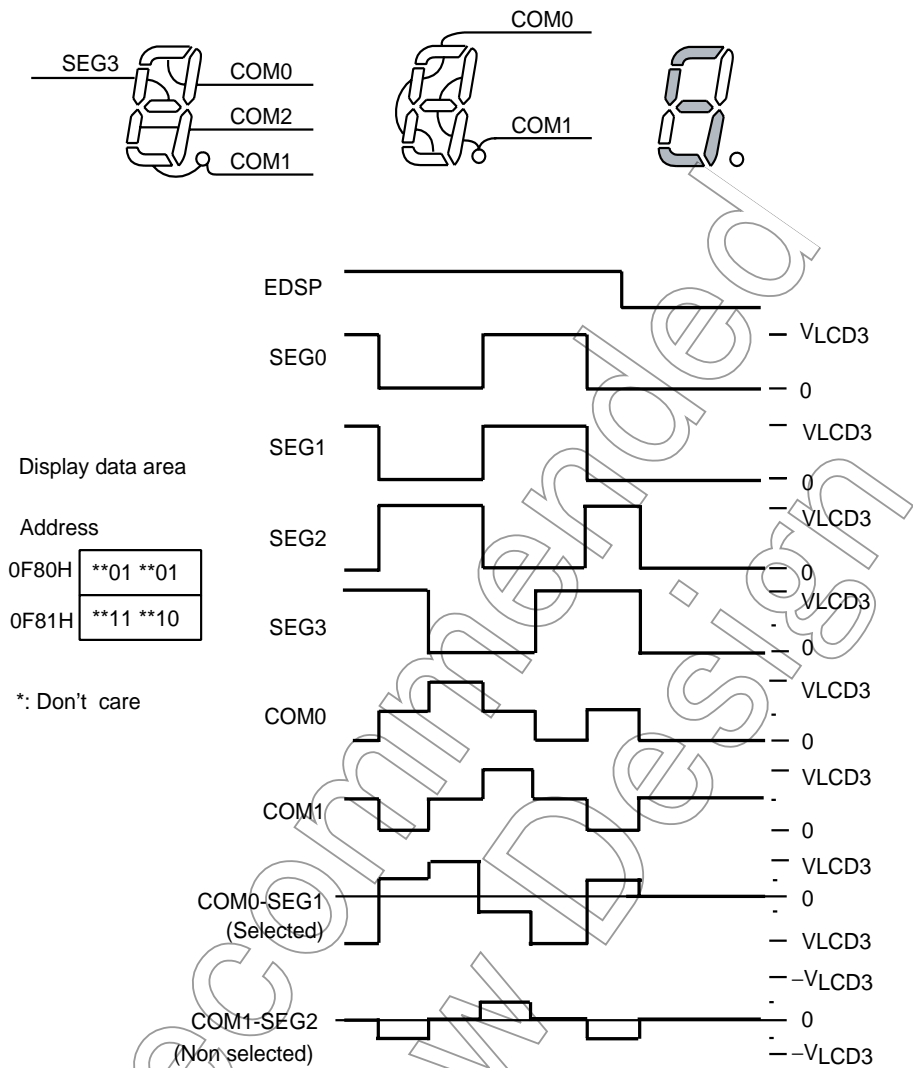 SEG3
COM0
COM2
COM1
COM0
COM1
EDSP
VLCD3
SEG0
0
VLCD3
SEG1
0
Display data area
VLCD3
Address
SEG2
0F80H **01 **01
0
VLCD3
0F81H **11 **10
SEG3
0
*: Don't care
VLCD3
COM0
0
VLCD3
COM1
0
VLCD3
COM0-SEG1
0
(Selected)
VLCD3
−VLCD3
COM1-SEG2
0
(Non selected)
−VLCD3
ecommended
w Design